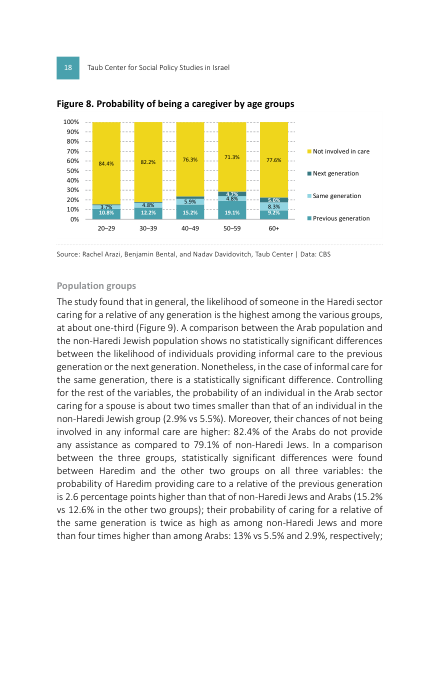 18
Taub Center for Social Policy Studies in Israel
Figure 8. Probability of being a caregiver by age groups
100%
90%
80%
70%
60%
50%
40%
30%
20%
10%
0%
84.4% 82.2% 76.3% 71.3% 77.6%
4.7% 5.0%
3.7% 4.8% 5.9% 4.8% 8.3%
10.8% 12.2% 15.2% 19.1% 9.2%
20–29 30–39 40–49 50–59 60+
Not involved in care
Next generation
Same generation
Previous generation
Source: Rachel Arazi, Benjamin Bental, and Nadav Davidovitch, Taub Center | Data: CBS
Population groups
The study found that in general, the likelihood of someone in the Haredi sector
caring for a relative of any generation is the highest among the various groups,
at about one-third (Figure 9). A comparison between the Arab population and
the non-Haredi Jewish population shows no statistically significant differences
between the likelihood of individuals providing informal care to the previous
generation or the next generation. Nonetheless, in the case of informal care for
the same generation, there is a statistically significant difference. Controlling
for the rest of the variables, the probability of an individual in the Arab sector
caring for a spouse is about two times smaller than that of an individual in the
non-Haredi Jewish group (2.9% vs 5.5%). Moreover, their chances of not being
involved in any informal care are higher: 82.4% of the Arabs do not provide
any assistance as compared to 79.1% of non-Haredi Jews. In a comparison
between the three groups, statistically significant differences were found
between Haredim and the other two groups on all three variables: the
probability of Haredim providing care to a relative of the previous generation
is 2.6 percentage points higher than that of non-Haredi Jews and Arabs (15.2%
vs 12.6% in the other two groups); their probability of caring for a relative of
the same generation is twice as high as among non-Haredi Jews and more
than four times higher than among Arabs: 13% vs 5.5% and 2.9%, respectively;